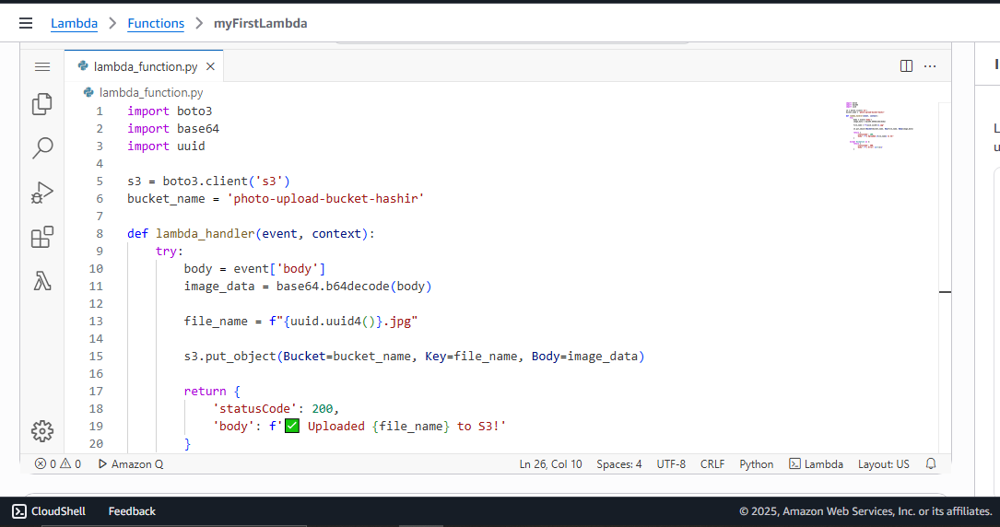 Lambda > Functions > myFirstLambda
lambda_function.py
lambda_function.py
1 import boto3
2 import base64
3 import uuid
4
5 s3 = boto3.client('s3')
6 bucket_name = 'photo-upload-bucket-hashir'
7
8 def lambda_handler(event, context):
9     try:
10         body = event['body']
11         image_data = base64.b64decode(body)
12
13         file_name = f"{uuid.uuid4()}.jpg"
14
15         s3.put_object(Bucket=bucket_name, Key=file_name, Body=image_data)
16
17         return {
18             'statusCode': 200,
19             'body': f'✅ Uploaded {file_name} to S3!'
20         }
0 0 Amazon Q Ln 26, Col 10 Spaces: 4 UTF-8 CRLF Python Lambda Layout: US
CloudShell Feedback © 2025, Amazon Web Services, Inc. or its affiliates.